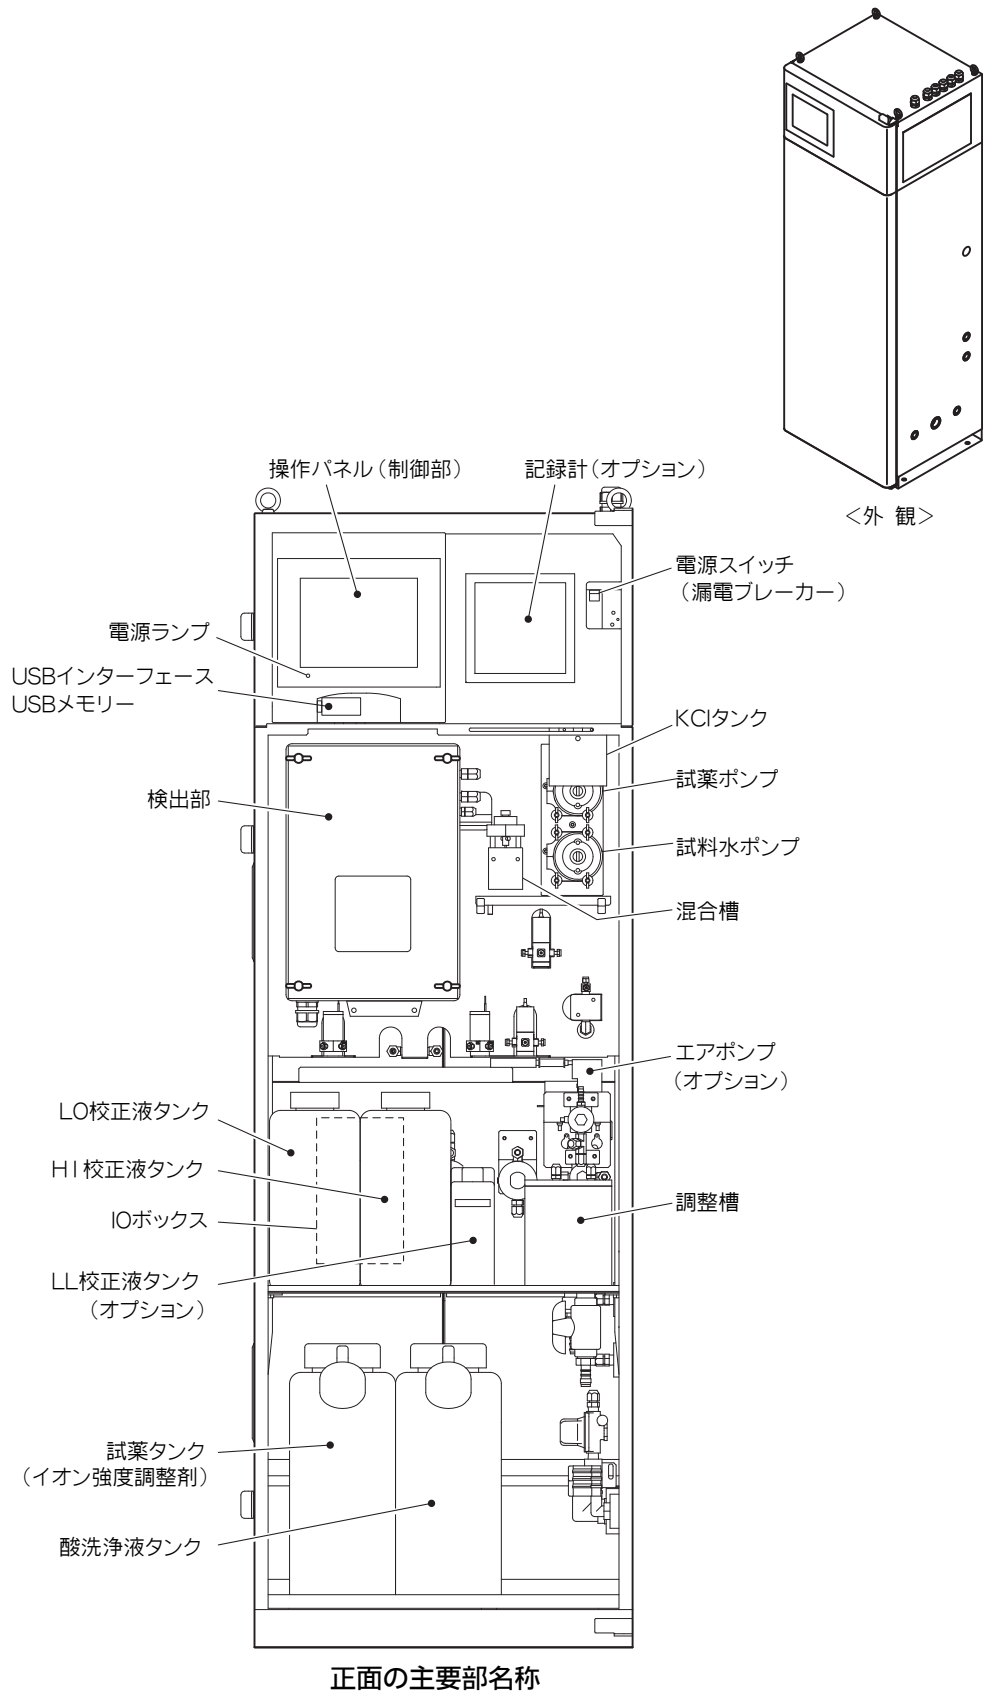 ＜外 観＞
操作パネル（制御部）
記録計（オプション）
電源スイッチ
（漏電ブレーカー）
電源ランプ
USBインターフェース
USBメモリー
KClタンク
試薬ポンプ
検出部
試料水ポンプ
混合槽
エアポンプ
（オプション）
LO校正液タンク
HI校正液タンク
IOボックス
調整槽
LL校正液タンク
（オプション）
試薬タンク
（イオン強度調整剤）
酸洗浄液タンク
正面の主要部名称